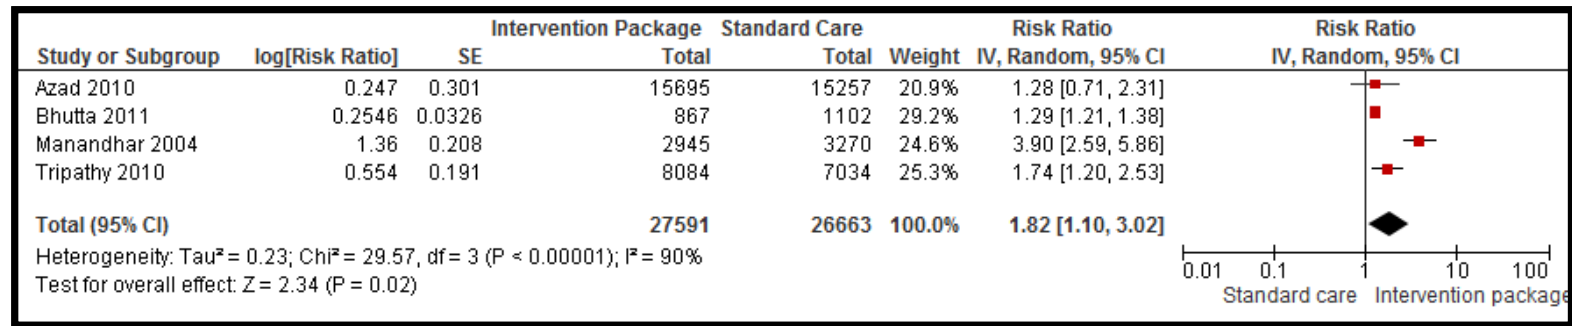 Intervention Package Standard Care Risk Ratio Risk Ratio
Study or Subgroup log[Risk Ratio] SE Total Total Weight IV, Random, 95% CI IV, Random, 95% CI
Azad 2010 0.247 0.301 15695 15257 20.9% 1.28 [0.71, 2.31]
Bhutta 2011 0.2546 0.0326 867 1102 29.2% 1.29 [1.21, 1.38]
Manandhar 2004 1.36 0.208 2945 3270 24.6% 3.90 [2.59, 5.86]
Tripathy 2010 0.554 0.191 8084 7034 25.3% 1.74 [1.20, 2.53]
Total (95% CI) 27591 26663 100.0% 1.82 [1.10, 3.02]
Heterogeneity: Tau² = 0.23; Chi² = 29.57, df = 3 (P < 0.00001); I² = 90%
Test for overall effect: Z = 2.34 (P = 0.02)
0.01 0.1 1 10 100
Standard care Intervention package